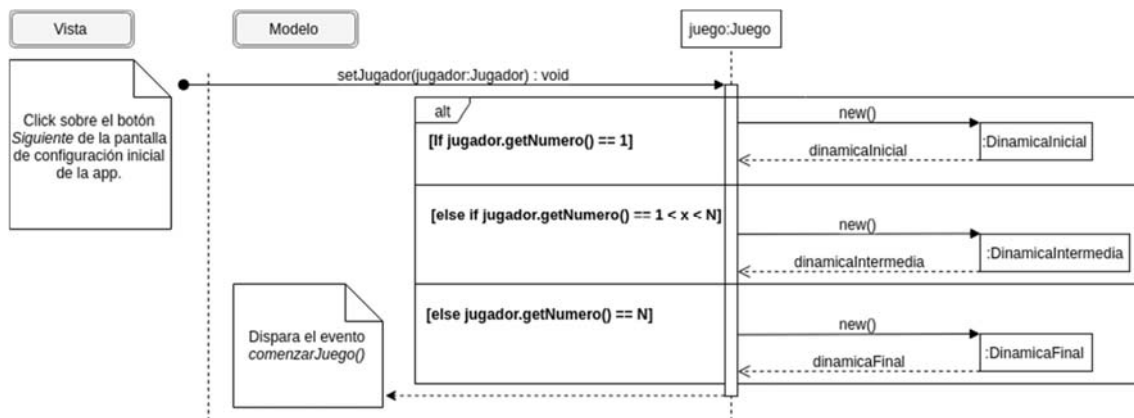 Vista
Modelo
juego:Juego
setJugador(jugador:Jugador) : void
Click sobre el botón
Siguiente de la pantalla
de configuración inicial
de la app.
alt
[If jugador.getNumero() == 1]
new()
:DinamicaInicial
dinamicaInicial
[else if jugador.getNumero() == 1 < x < N]
new()
:DinamicaIntermedia
dinamicaIntermedia
[else jugador.getNumero() == N]
new()
:DinamicaFinal
dinamicaFinal
Dispara el evento
comenzarJuego()